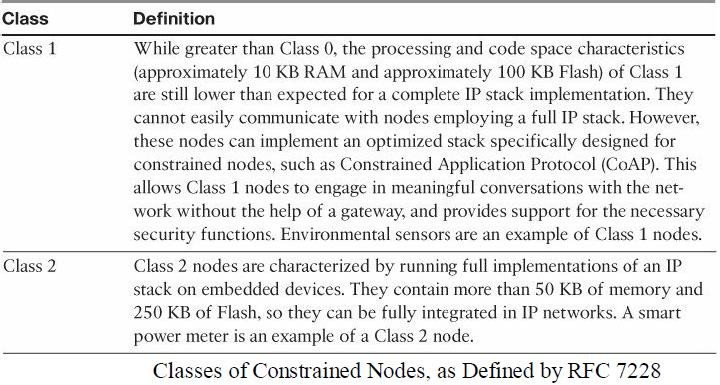 Class Definition
Class 1 While greater than Class 0, the processing and code space characteristics
(approximately 10 KB RAM and approximately 100 KB Flash) of Class 1
are still lower than expected for a complete IP stack implementation. They
cannot easily communicate with nodes employing a full IP stack. However,
these nodes can implement an optimized stack specifically designed for
constrained nodes, such as Constrained Application Protocol (CoAP). This
allows Class 1 nodes to engage in meaningful conversations with the net-
work without the help of a gateway, and provides support for the necessary
security functions. Environmental sensors are an example of Class 1 nodes.
Class 2 Class 2 nodes are characterized by running full implementations of an IP
stack on embedded devices. They contain more than 50 KB of memory and
250 KB of Flash, so they can be fully integrated in IP networks. A smart
power meter is an example of a Class 2 node.
Classes of Constrained Nodes, as Defined by RFC 7228